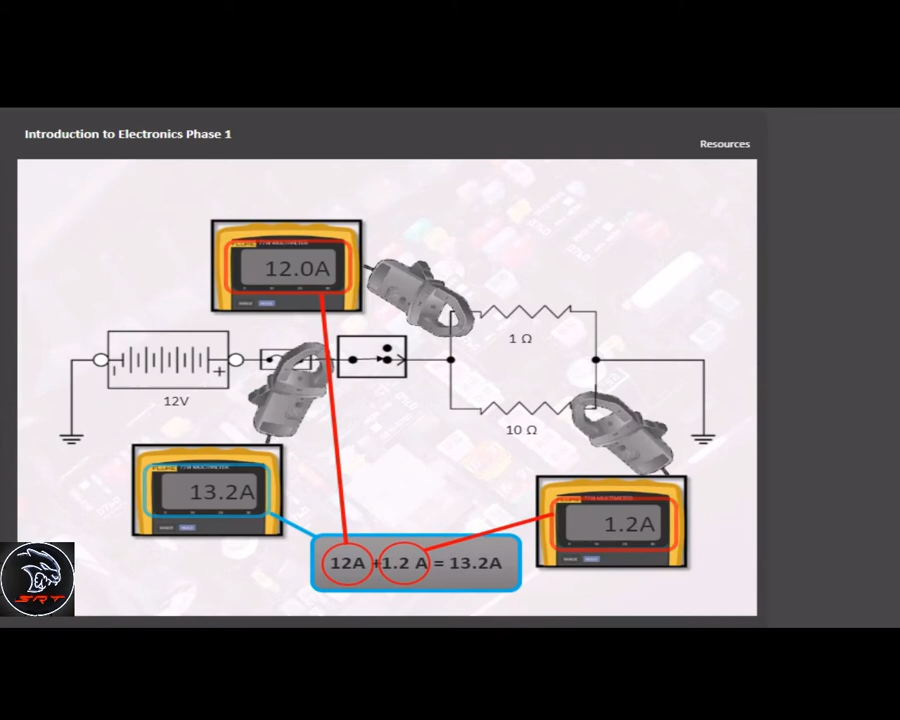 Introduction to Electronics Phase 1
Resources
12.0A
1 Ω
12V
10 Ω
13.2A
1.2A
12A +1.2 A = 13.2A
SRT